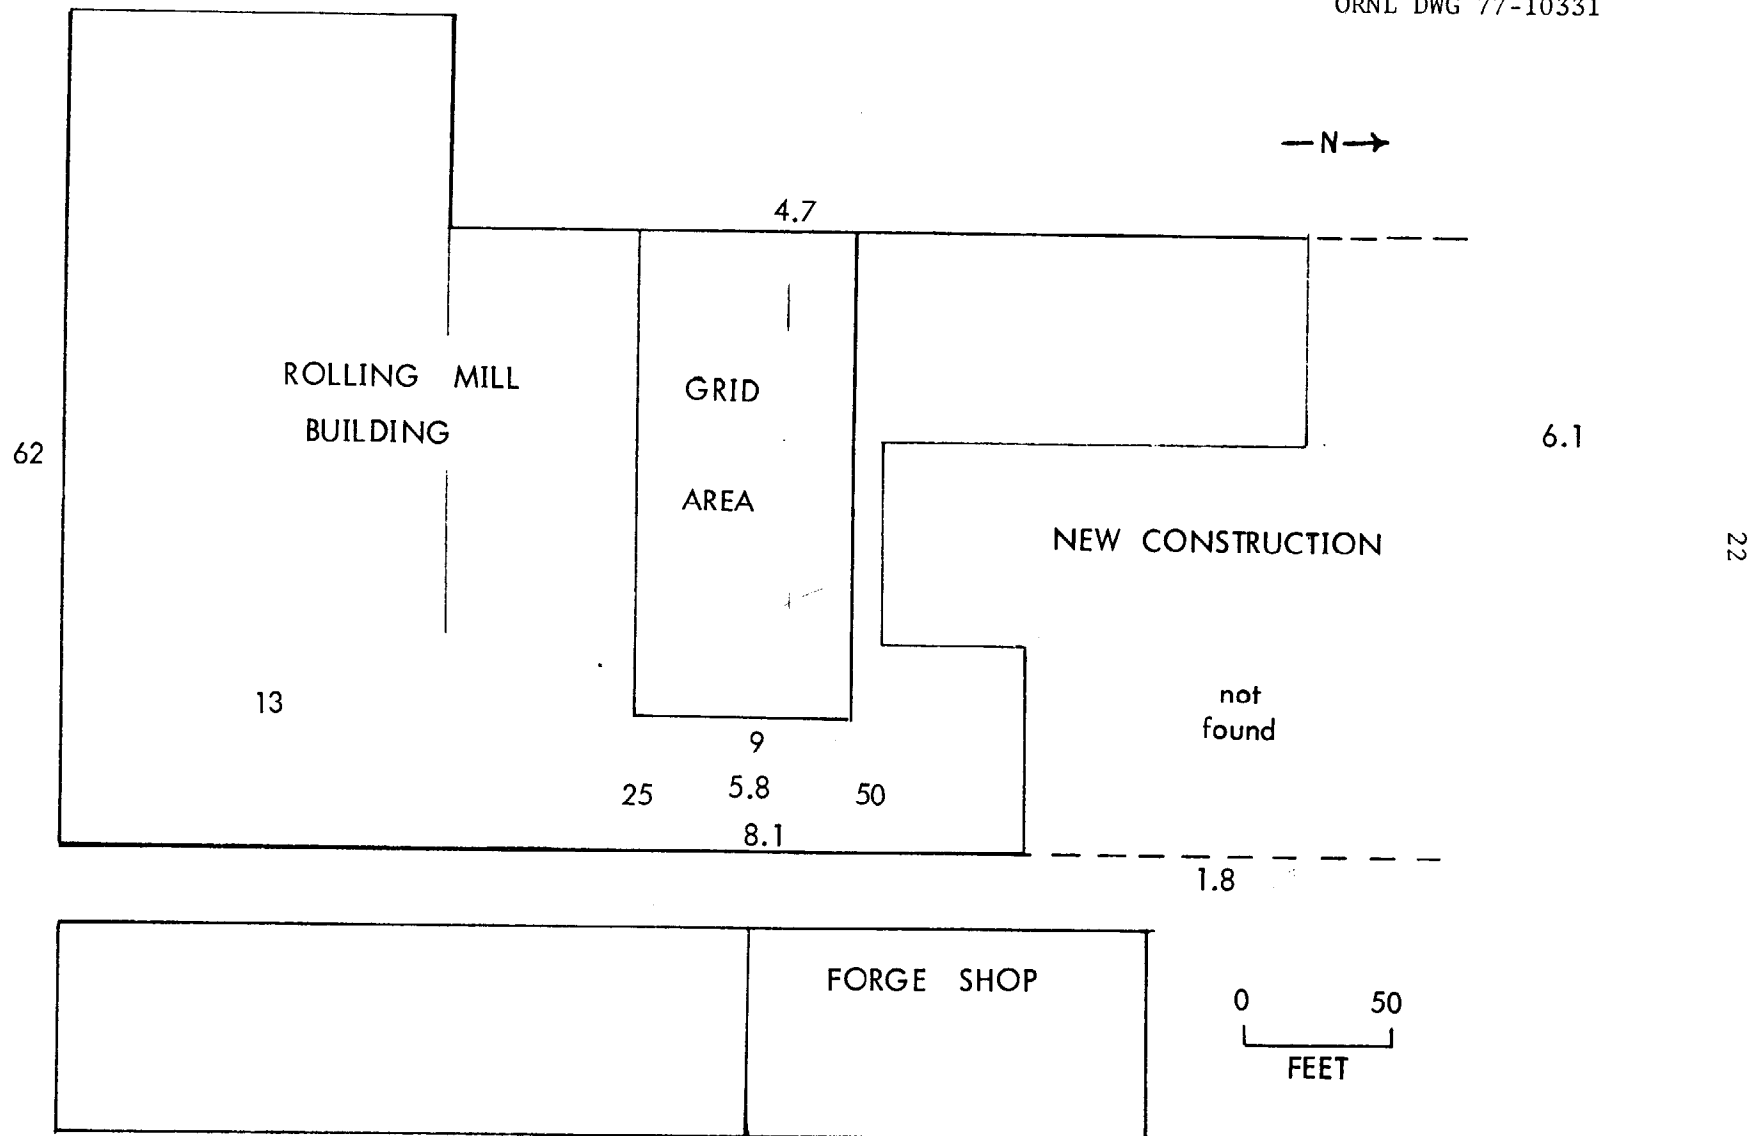 ORNL DWG 77-10331
N
4.7
ROLLING MILL
BUILDING
GRID
AREA
62
6.1
NEW CONSTRUCTION
22
13
not
found
9
25 5.8 50
8.1
1.8
FORGE SHOP
0 50
FEET